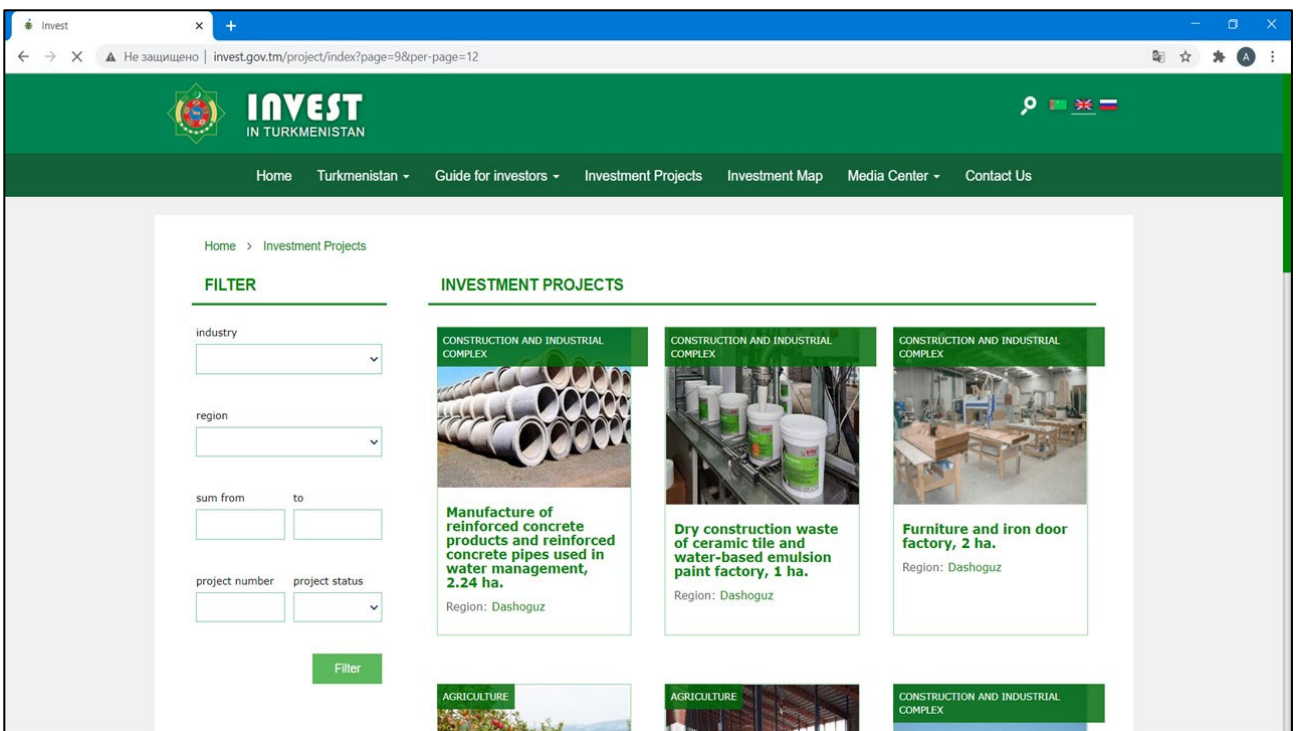 Invest
Не защищено | invest.gov.tm/project/index?page=9&per-page=12
A
INVEST
IN TURKMENISTAN
Home Turkmenistan Guide for investors Investment Projects Investment Map Media Center Contact Us
Home > Investment Projects
FILTER
INVESTMENT PROJECTS
industry
region
sum from to
project number project status
Filter
CONSTRUCTION AND INDUSTRIAL
COMPLEX
Manufacture of
reinforced concrete
products and reinforced
concrete pipes used in
water management,
2.24 ha.
Region: Dashoguz
CONSTRUCTION AND INDUSTRIAL
COMPLEX
Dry construction waste
of ceramic tile and
water-based emulsion
paint factory, 1 ha.
Region: Dashoguz
CONSTRUCTION AND INDUSTRIAL
COMPLEX
Furniture and iron door
factory, 2 ha.
Region: Dashoguz
AGRICULTURE
AGRICULTURE
CONSTRUCTION AND INDUSTRIAL
COMPLEX